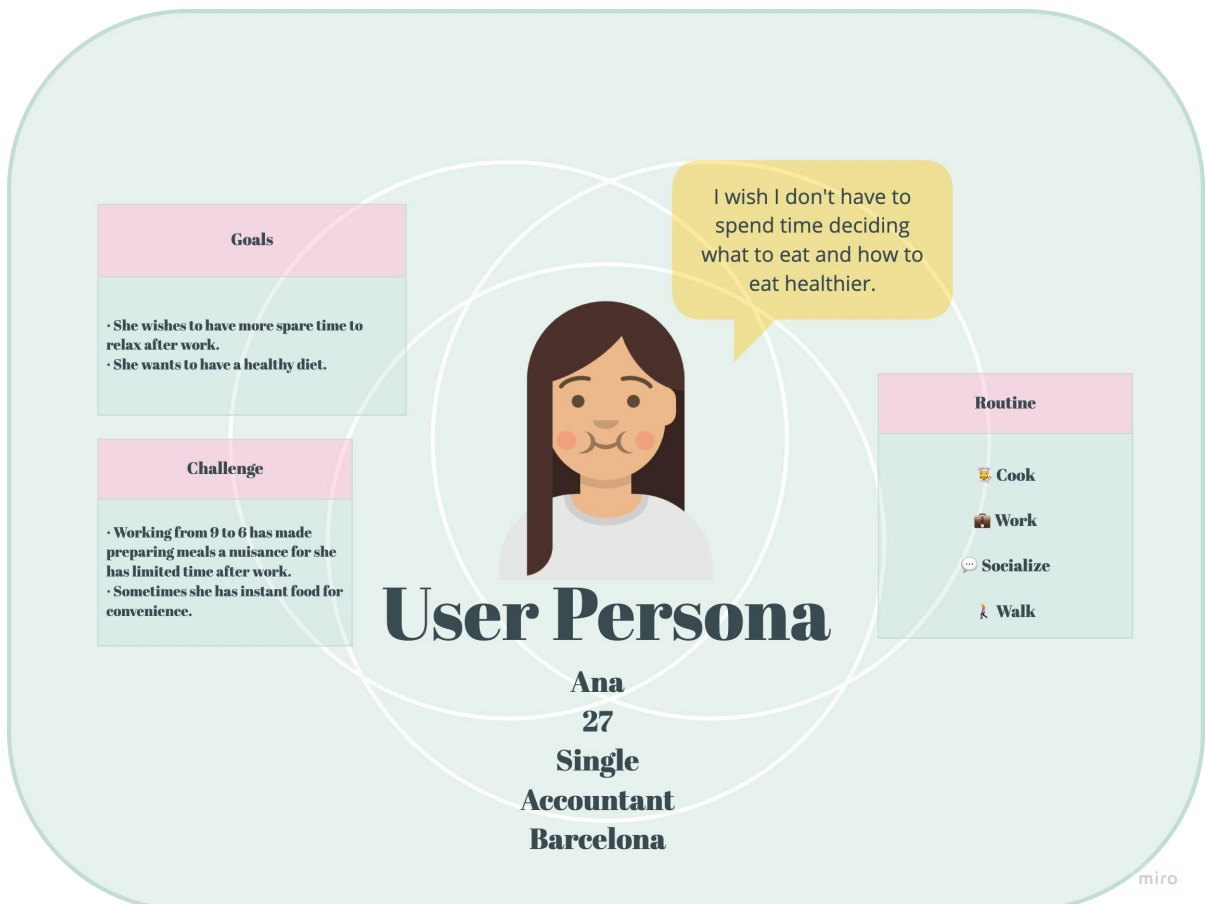 I wish I don't have to
spend time deciding
what to eat and how to
eat healthier.
Goals
· She wishes to have more spare time to
relax after work.
· She wants to have a healthy diet.
Challenge
· Working from 9 to 6 has made
preparing meals a nuisance for she
has limited time after work.
· Sometimes she has instant food for
convenience.
Routine
Cook
Work
Socialize
Walk
User Persona
Ana
27
Single
Accountant
Barcelona
miro